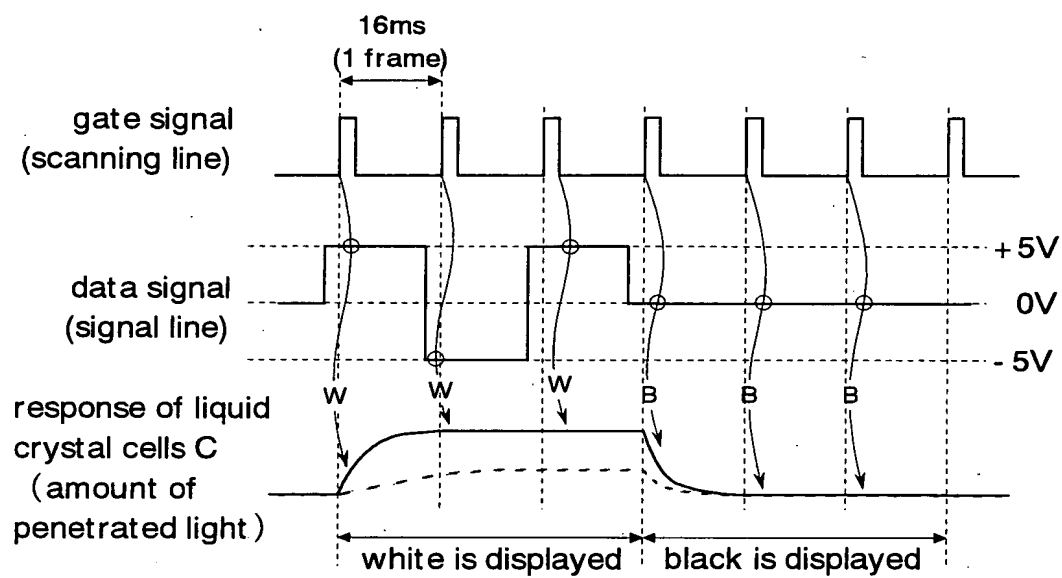 16ms
(1 frame)
gate signal
(scanning line)
+5V
data signal
(signal line)
0V
-5V
W
W
W
B
B
B
response of liquid
crystal cells C
(amount of
penetrated light)
white is displayed
black is displayed